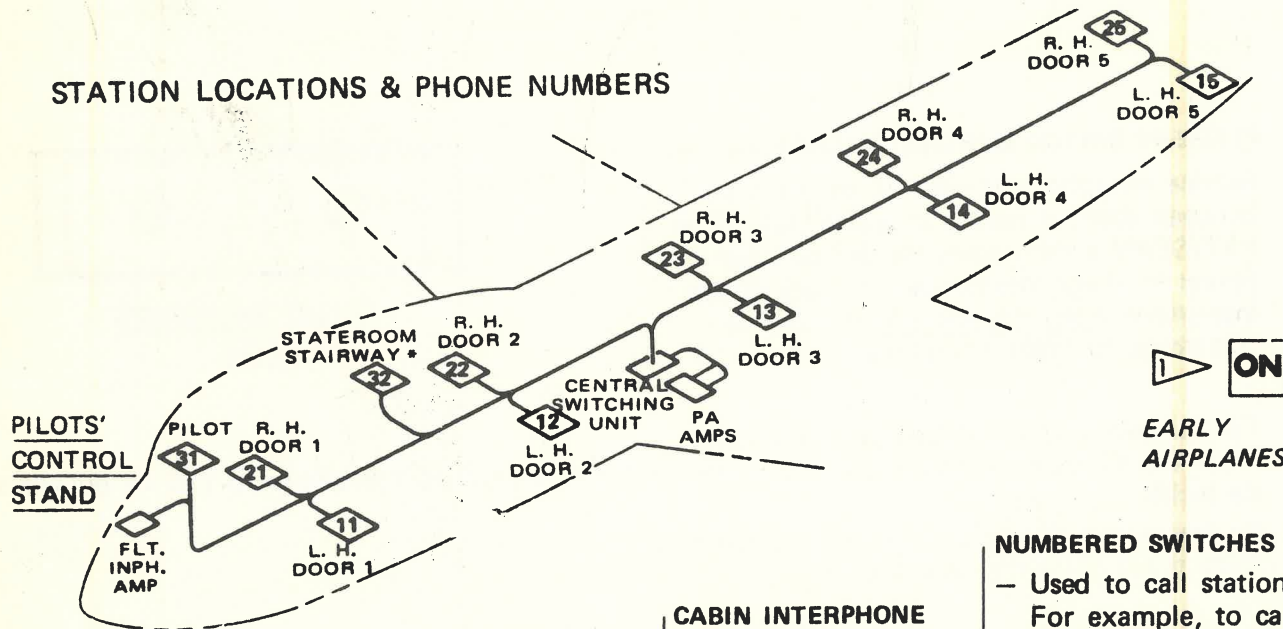 STATION LOCATIONS & PHONE NUMBERS
R. H.
DOOR 5
25
L. H.
DOOR 5
15
R. H.
DOOR 4
24
L. H.
DOOR 4
14
R. H.
DOOR 3
23
L. H.
DOOR 3
13
STATEROOM
STAIRWAY *
32
R. H.
DOOR 2
22
CENTRAL
SWITCHING
UNIT
PA
AMPS
L. H.
DOOR 2
12
PILOTS'
CONTROL
STAND
PILOT
31
R. H.
DOOR 1
21
L. H.
DOOR 1
11
FLT.
INPH.
AMP
1
ON
EARLY
AIRPLANES
CABIN INTERPHONE
NUMBERED SWITCHES
– Used to call station
For example, to ca